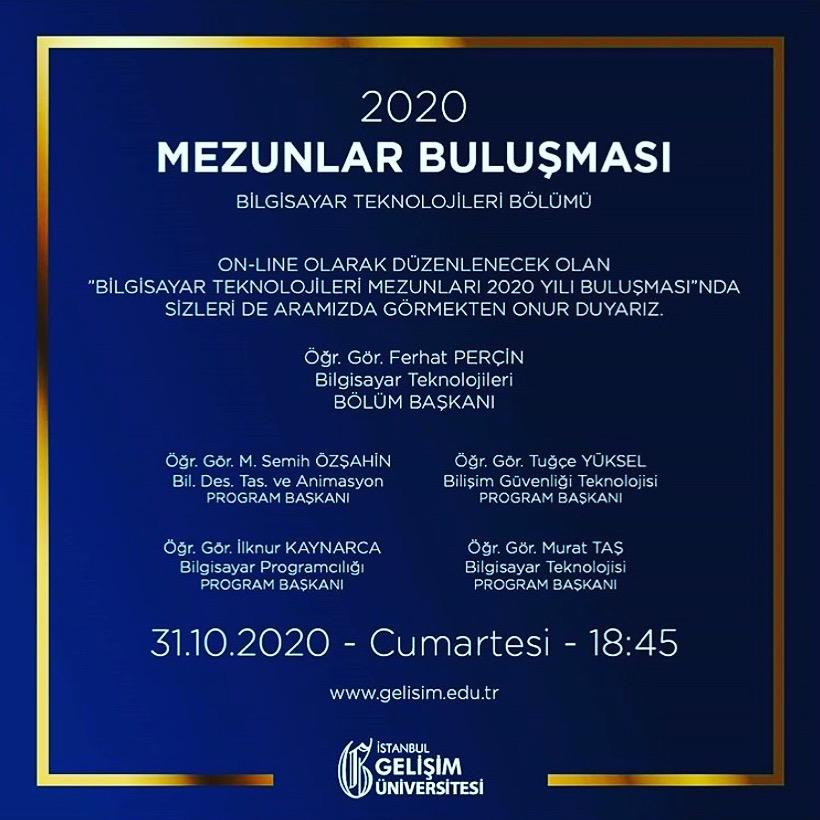 2020
MEZUNLAR BULUŞMASI
BİLGİSAYAR TEKNOLOJİLERİ BÖLÜMÜ
ON-LINE OLARAK DÜZENLENECEK OLAN
"BİLGİSAYAR TEKNOLOJİLERİ MEZUNLARI 2020 YILI BULUŞMASI"NDA
SİZLERİ DE ARAMIZDA GÖRMEKTEN ONUR DUYARIZ.
Öğr. Gör. Ferhat PERÇİN
Bilgisayar Teknolojileri
BÖLÜM BAŞKANI
Öğr. Gör. M. Semih ÖZŞAHİN
Bil. Des. Tas. ve Animasyon
PROGRAM BAŞKANI
Öğr. Gör. Tuğçe YÜKSEL
Bilişim Güvenliği Teknolojisi
PROGRAM BAŞKANI
Öğr. Gör. İlknur KAYNARCA
Bilgisayar Programcılığı
PROGRAM BAŞKANI
Öğr. Gör. Murat TAŞ
Bilgisayar Teknolojisi
PROGRAM BAŞKANI
31.10.2020 - Cumartesi - 18:45
www.gelisim.edu.tr
İSTANBUL
GELİŞİM
ÜNİVERSİTESİ